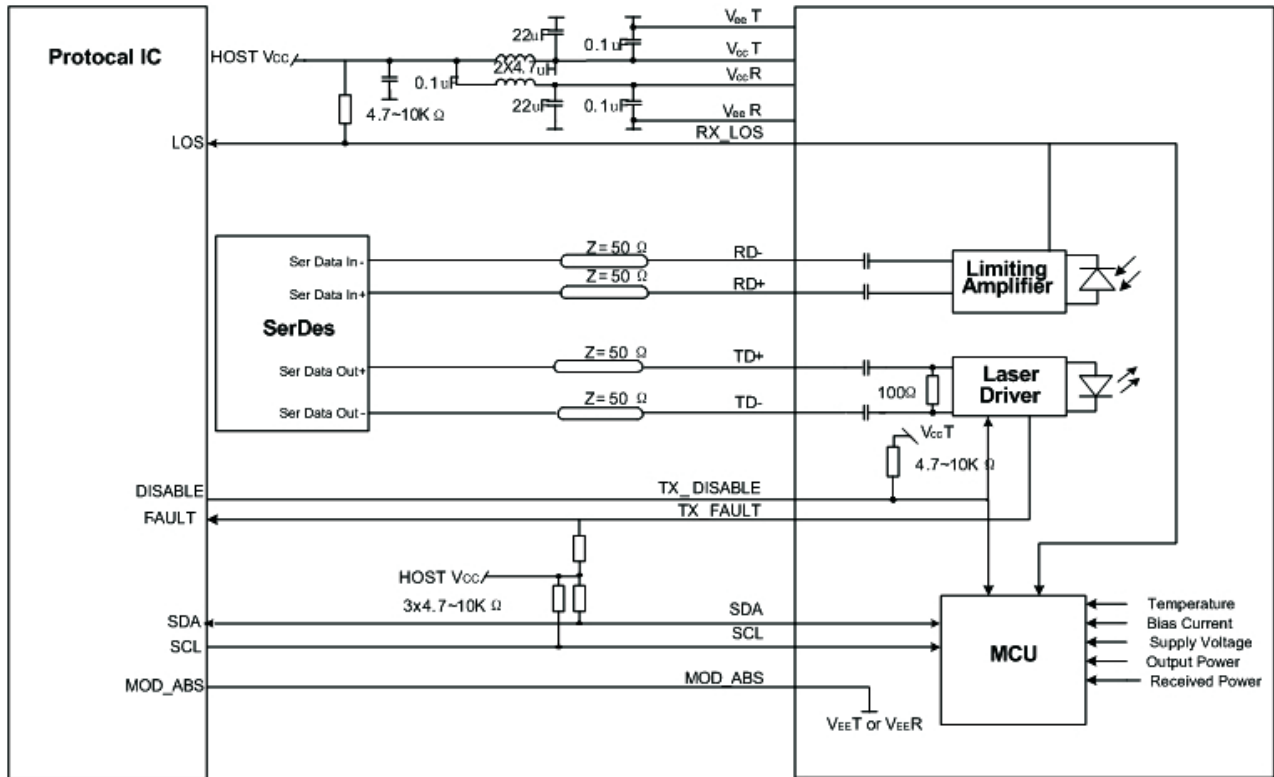 Protocal IC
HOST Vcc
22uF
0.1uF
VeeT
VccT
2X4.7uH
0.1uF
VccR
4.7~10K Ω
22uF
0.1uF
VeeR
LOS
RX_LOS
Z=50 Ω
RD-
Ser Data In-
Z=50 Ω
RD+
Ser Data In+
Limiting
Amplifier
SerDes
Z=50 Ω
TD+
Ser Data Out+
Z=50 Ω
TD-
Ser Data Out-
100Ω
Laser
Driver
VccT
4.7~10K Ω
DISABLE
TX_DISABLE
FAULT
TX_FAULT
HOST Vcc
3x4.7~10K Ω
SDA
SDA
SCL
SCL
MOD_ABS
MOD_ABS
VEET or VEER
MCU
Temperature
Bias Current
Supply Voltage
Output Power
Received Power